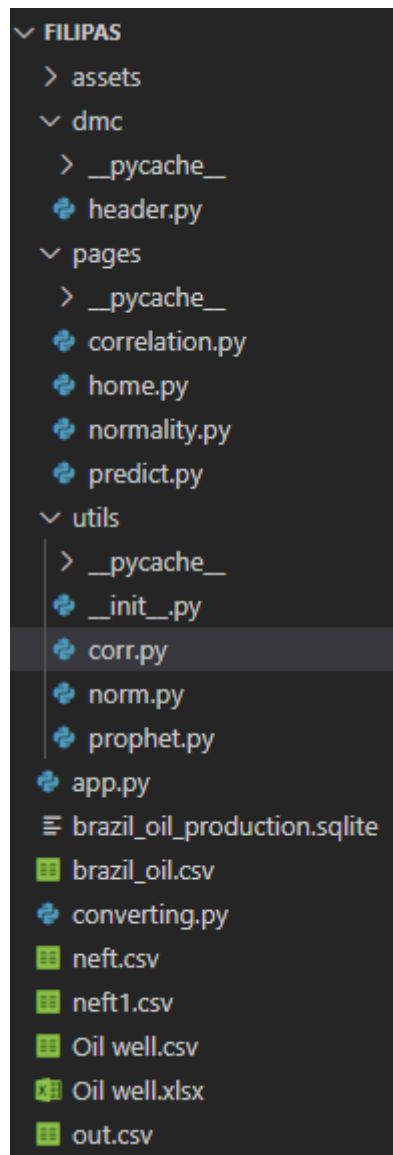 FILIPAS
assets
dmc
__pycache__
header.py
pages
__pycache__
correlation.py
home.py
normality.py
predict.py
utils
__pycache__
__init__.py
corr.py
norm.py
prophet.py
app.py
brazil_oil_production.sqlite
brazil_oil.csv
converting.py
neft.csv
neft1.csv
Oil well.csv
Oil well.xlsx
out.csv